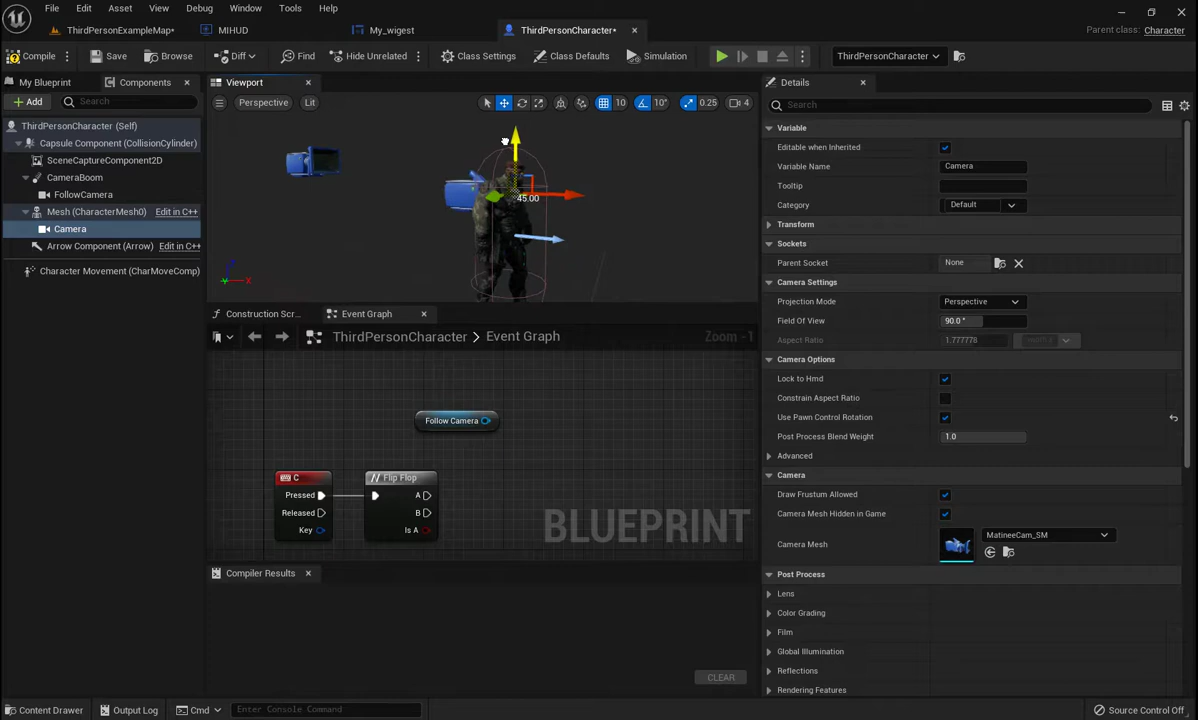 File Edit Asset View Debug Window Tools Help
ThirdPersonExampleMap* MIHUD My_wigest ThirdPersonCharacter* Parent class: Character
Compile Save Browse Diff Find Hide Unrelated Class Settings Class Defaults Simulation ThirdPersonCharacter
My Blueprint Components Viewport Details
Add Search Perspective Lit 10 10° 0.25 4 Search
ThirdPersonCharacter (Self)
Capsule Component (CollisionCylinder)
SceneCaptureComponent2D
CameraBoom
FollowCamera
Mesh (CharacterMesh0) Edit in C++
Camera
Arrow Component (Arrow) Edit in C++
Character Movement (CharMoveComp)
45.00
Z
X
Construction Scr... Event Graph
ThirdPersonCharacter > Event Graph Zoom -1
Follow Camera
C
Pressed
Released
Key
// Flip Flop
A
B
Is A
BLUEPRINT
Compiler Results
CLEAR
Variable
Editable when Inherited
Variable Name Camera
Tooltip
Category Default
Transform
Sockets
Parent Socket None
Camera Settings
Projection Mode Perspective
Field Of View 90.0 °
Aspect Ratio 1.777778
Camera Options
Lock to Hmd
Constrain Aspect Ratio
Use Pawn Control Rotation
Post Process Blend Weight 1.0
Advanced
Camera
Draw Frustum Allowed
Camera Mesh Hidden in Game
Camera Mesh MatineeCam_SM
Post Process
Lens
Color Grading
Film
Global Illumination
Reflections
Rendering Features
Content Drawer Output Log Cmd Enter Console Command Source Control Off